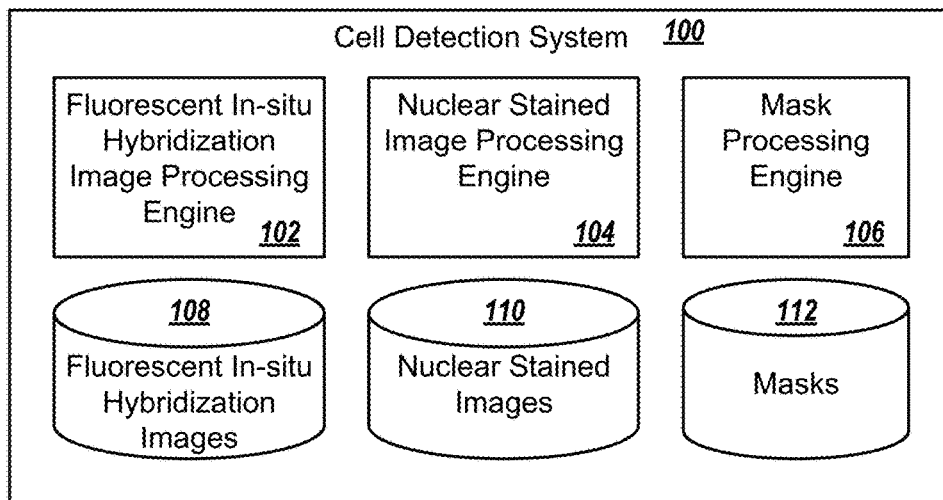 Cell Detection System 100
Fluorescent In-situ
Hybridization
Image Processing
Engine
102
Nuclear Stained
Image Processing
Engine
104
Mask
Processing
Engine
106
108
Fluorescent In-situ
Hybridization
Images
110
Nuclear Stained
Images
112
Masks